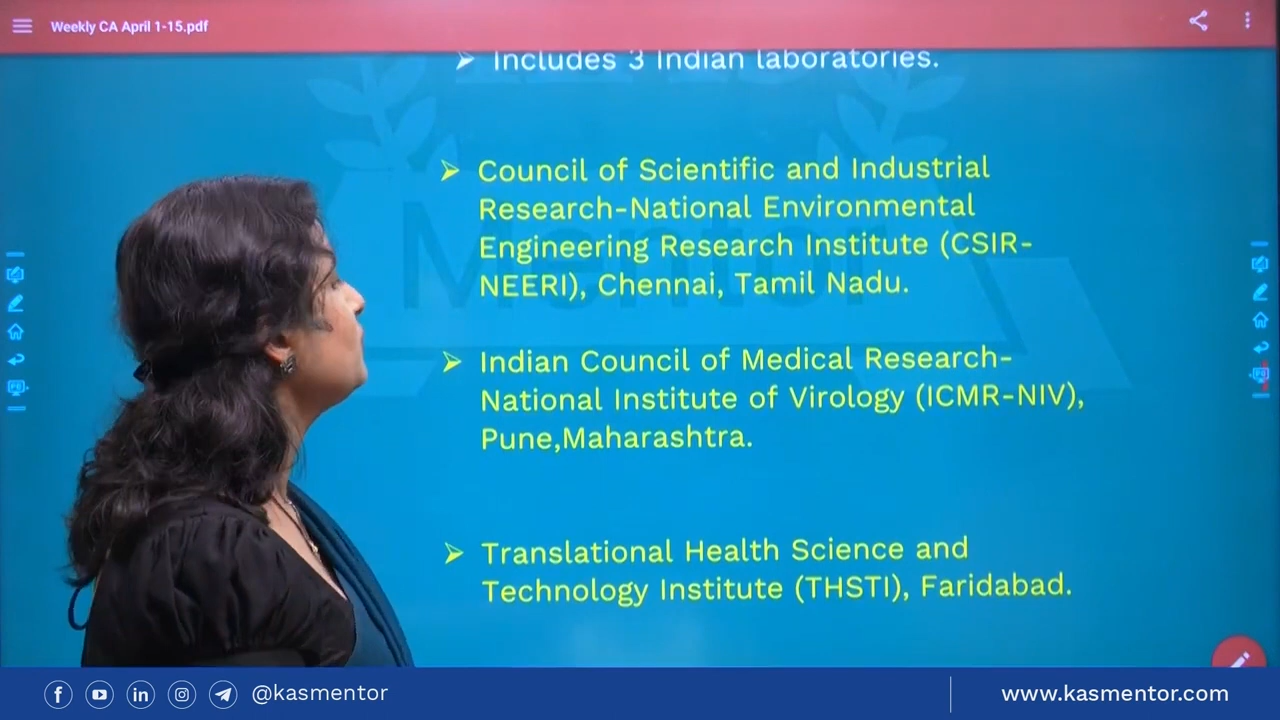 Weekly CA April 1-15.pdf
Includes 3 Indian laboratories.
Council of Scientific and Industrial
Research-National Environmental
Engineering Research Institute (CSIR-
NEERI), Chennai, Tamil Nadu.
Indian Council of Medical Research-
National Institute of Virology (ICMR-NIV),
Pune,Maharashtra.
Translational Health Science and
Technology Institute (THSTI), Faridabad.
Mentor
@kasmentor
www.kasmentor.com